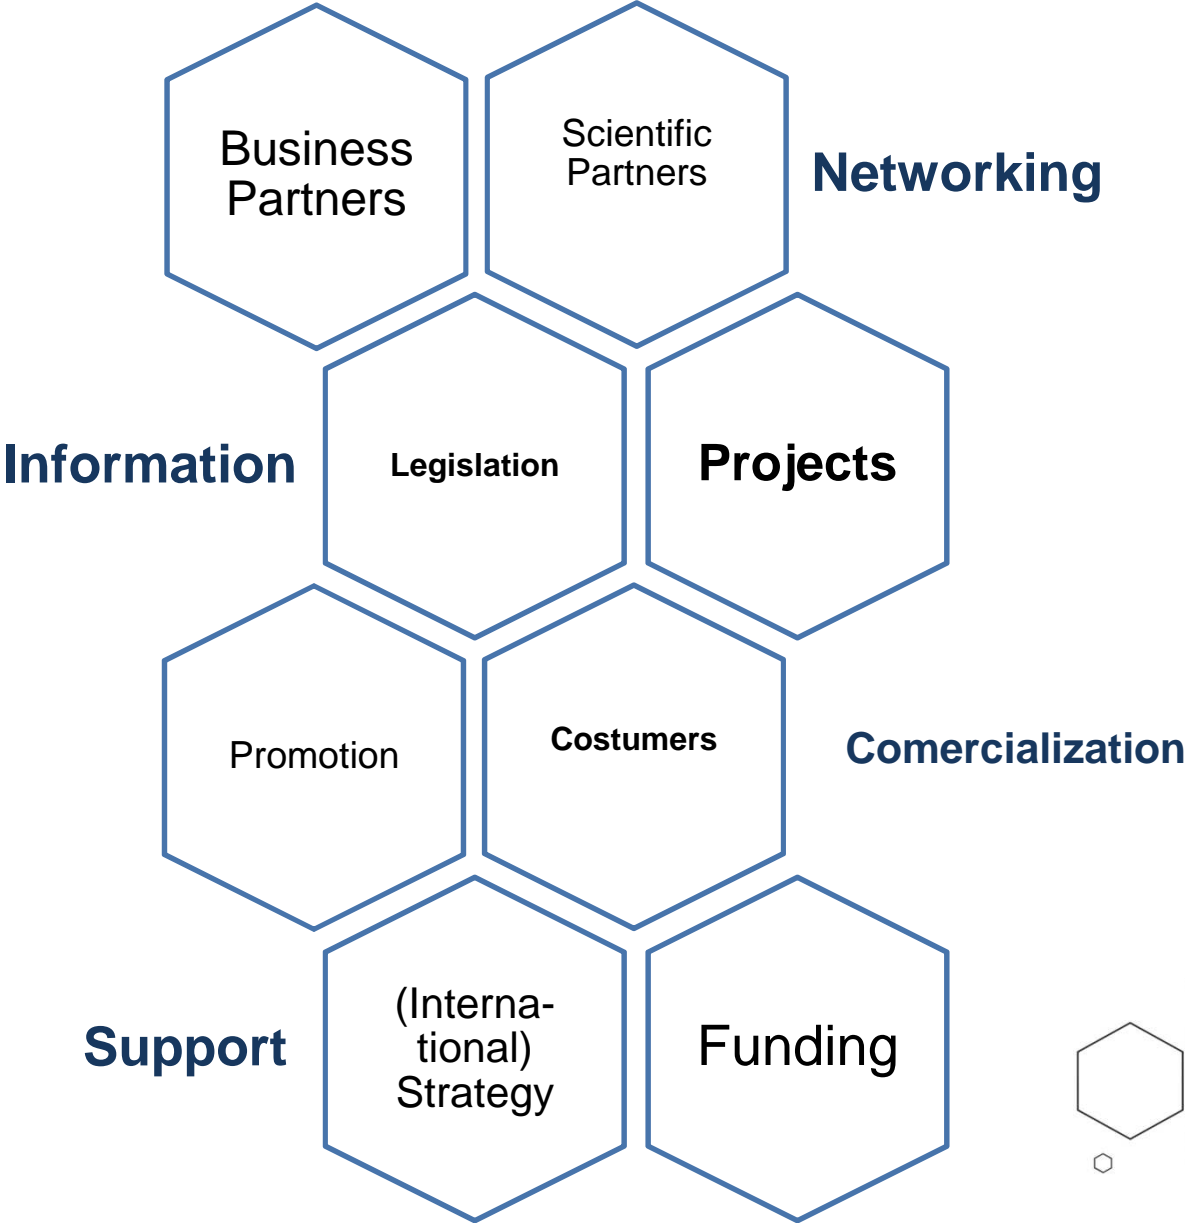 Business
Partners
Scientific
Partners
Networking
Information
Legislation
Projects
Promotion
Costumers
Comercialization
Support
(Interna-
tional)
Strategy
Funding